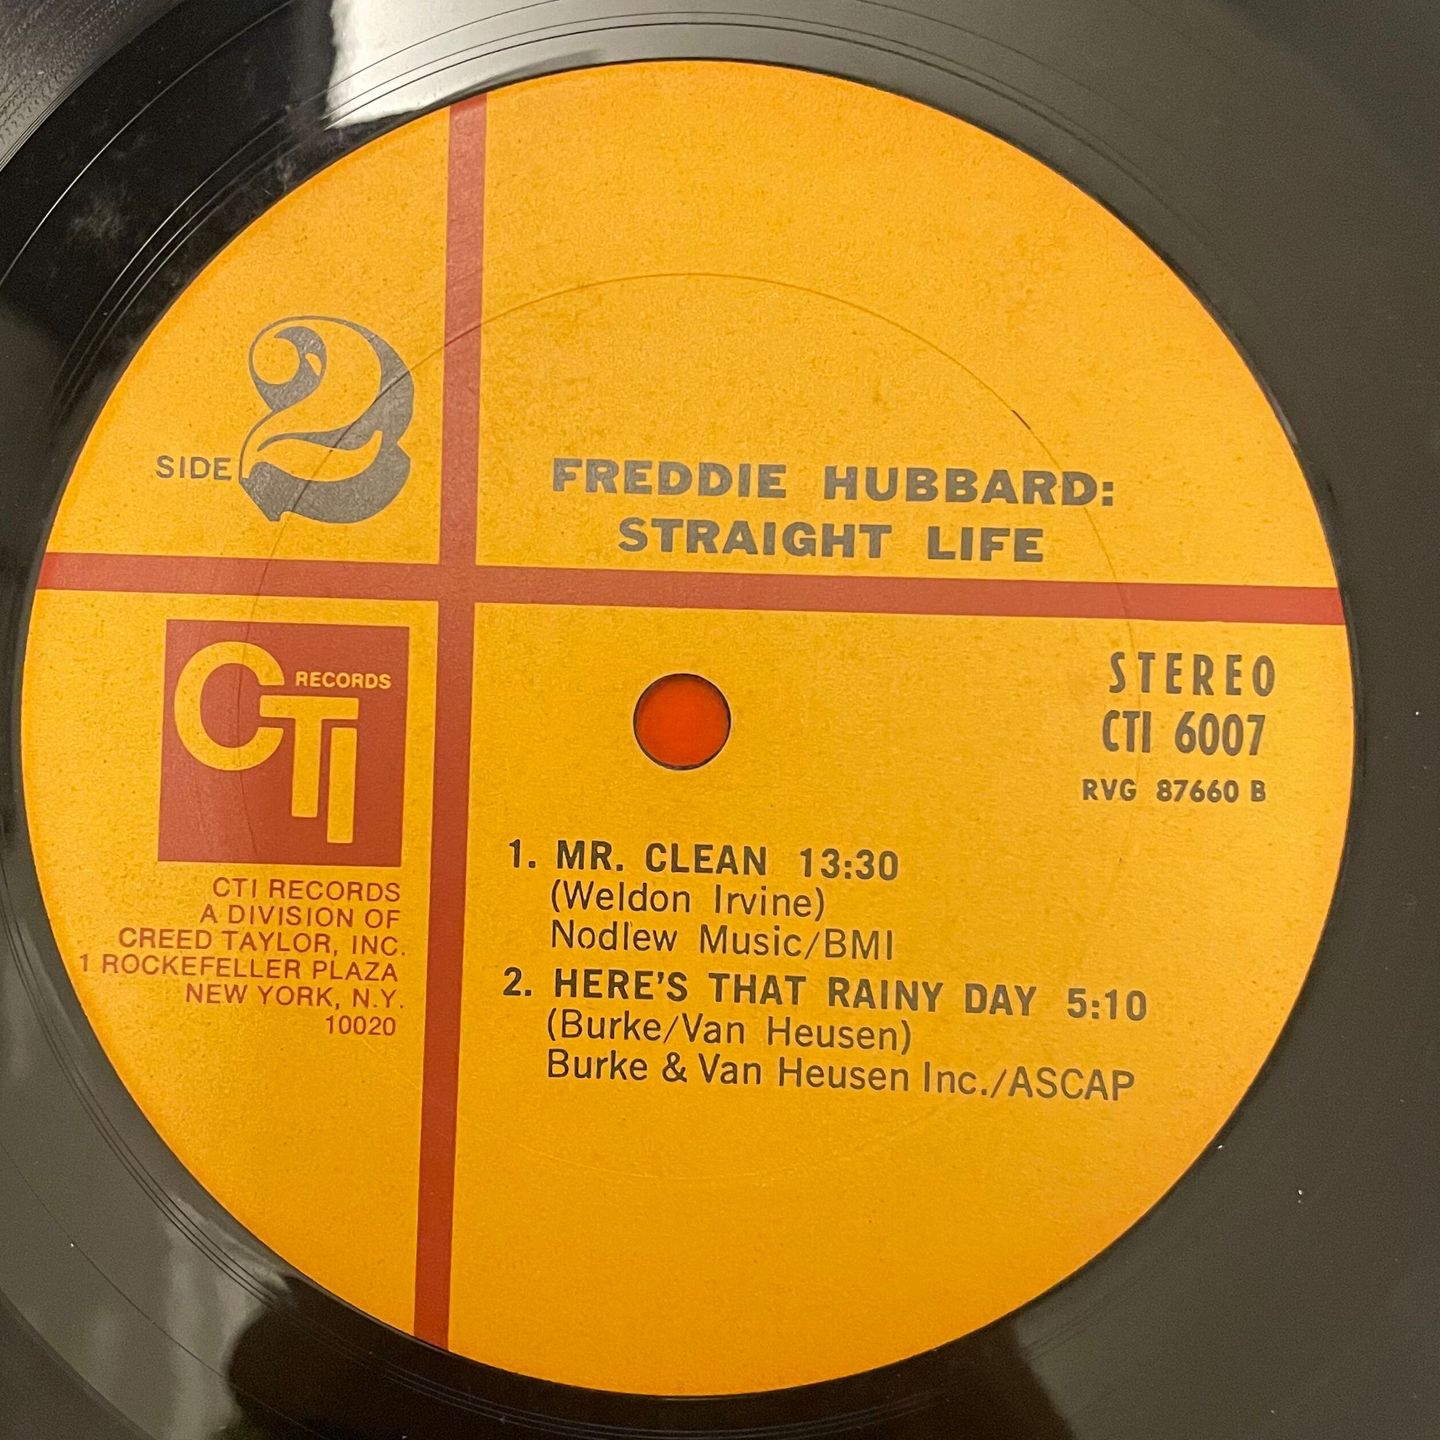 SIDE 2
FREDDIE HUBBARD:
STRAIGHT LIFE
CTI RECORDS
CTI RECORDS
A DIVISION OF
CREED TAYLOR, INC.
1 ROCKEFELLER PLAZA
NEW YORK, N.Y.
10020
STEREO
CTI 6007
RVG 87660 B
1. MR. CLEAN 13:30
(Weldon Irvine)
Nodlew Music/BMI
2. HERE'S THAT RAINY DAY 5:10
(Burke/Van Heusen)
Burke & Van Heusen Inc./ASCAP